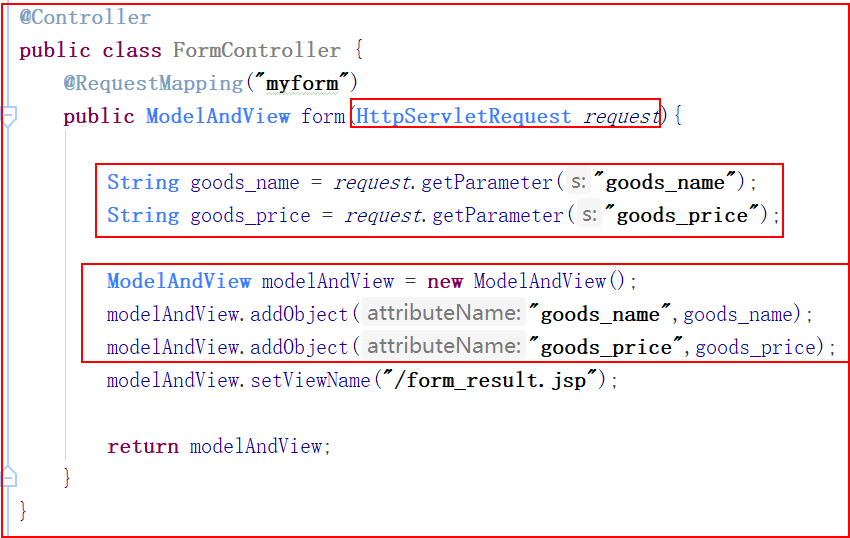 @Controller
public class FormController {
@RequestMapping("myform")
public ModelAndView form(HttpServletRequest request){
String goods_name = request.getParameter( s: "goods_name");
String goods_price = request.getParameter( s: "goods_price");
ModelAndView modelAndView = new ModelAndView();
modelAndView.addObject( attributeName: "goods_name",goods_name);
modelAndView.addObject( attributeName: "goods_price",goods_price);
modelAndView.setViewName("/form_result.jsp");
return modelAndView;
}
}